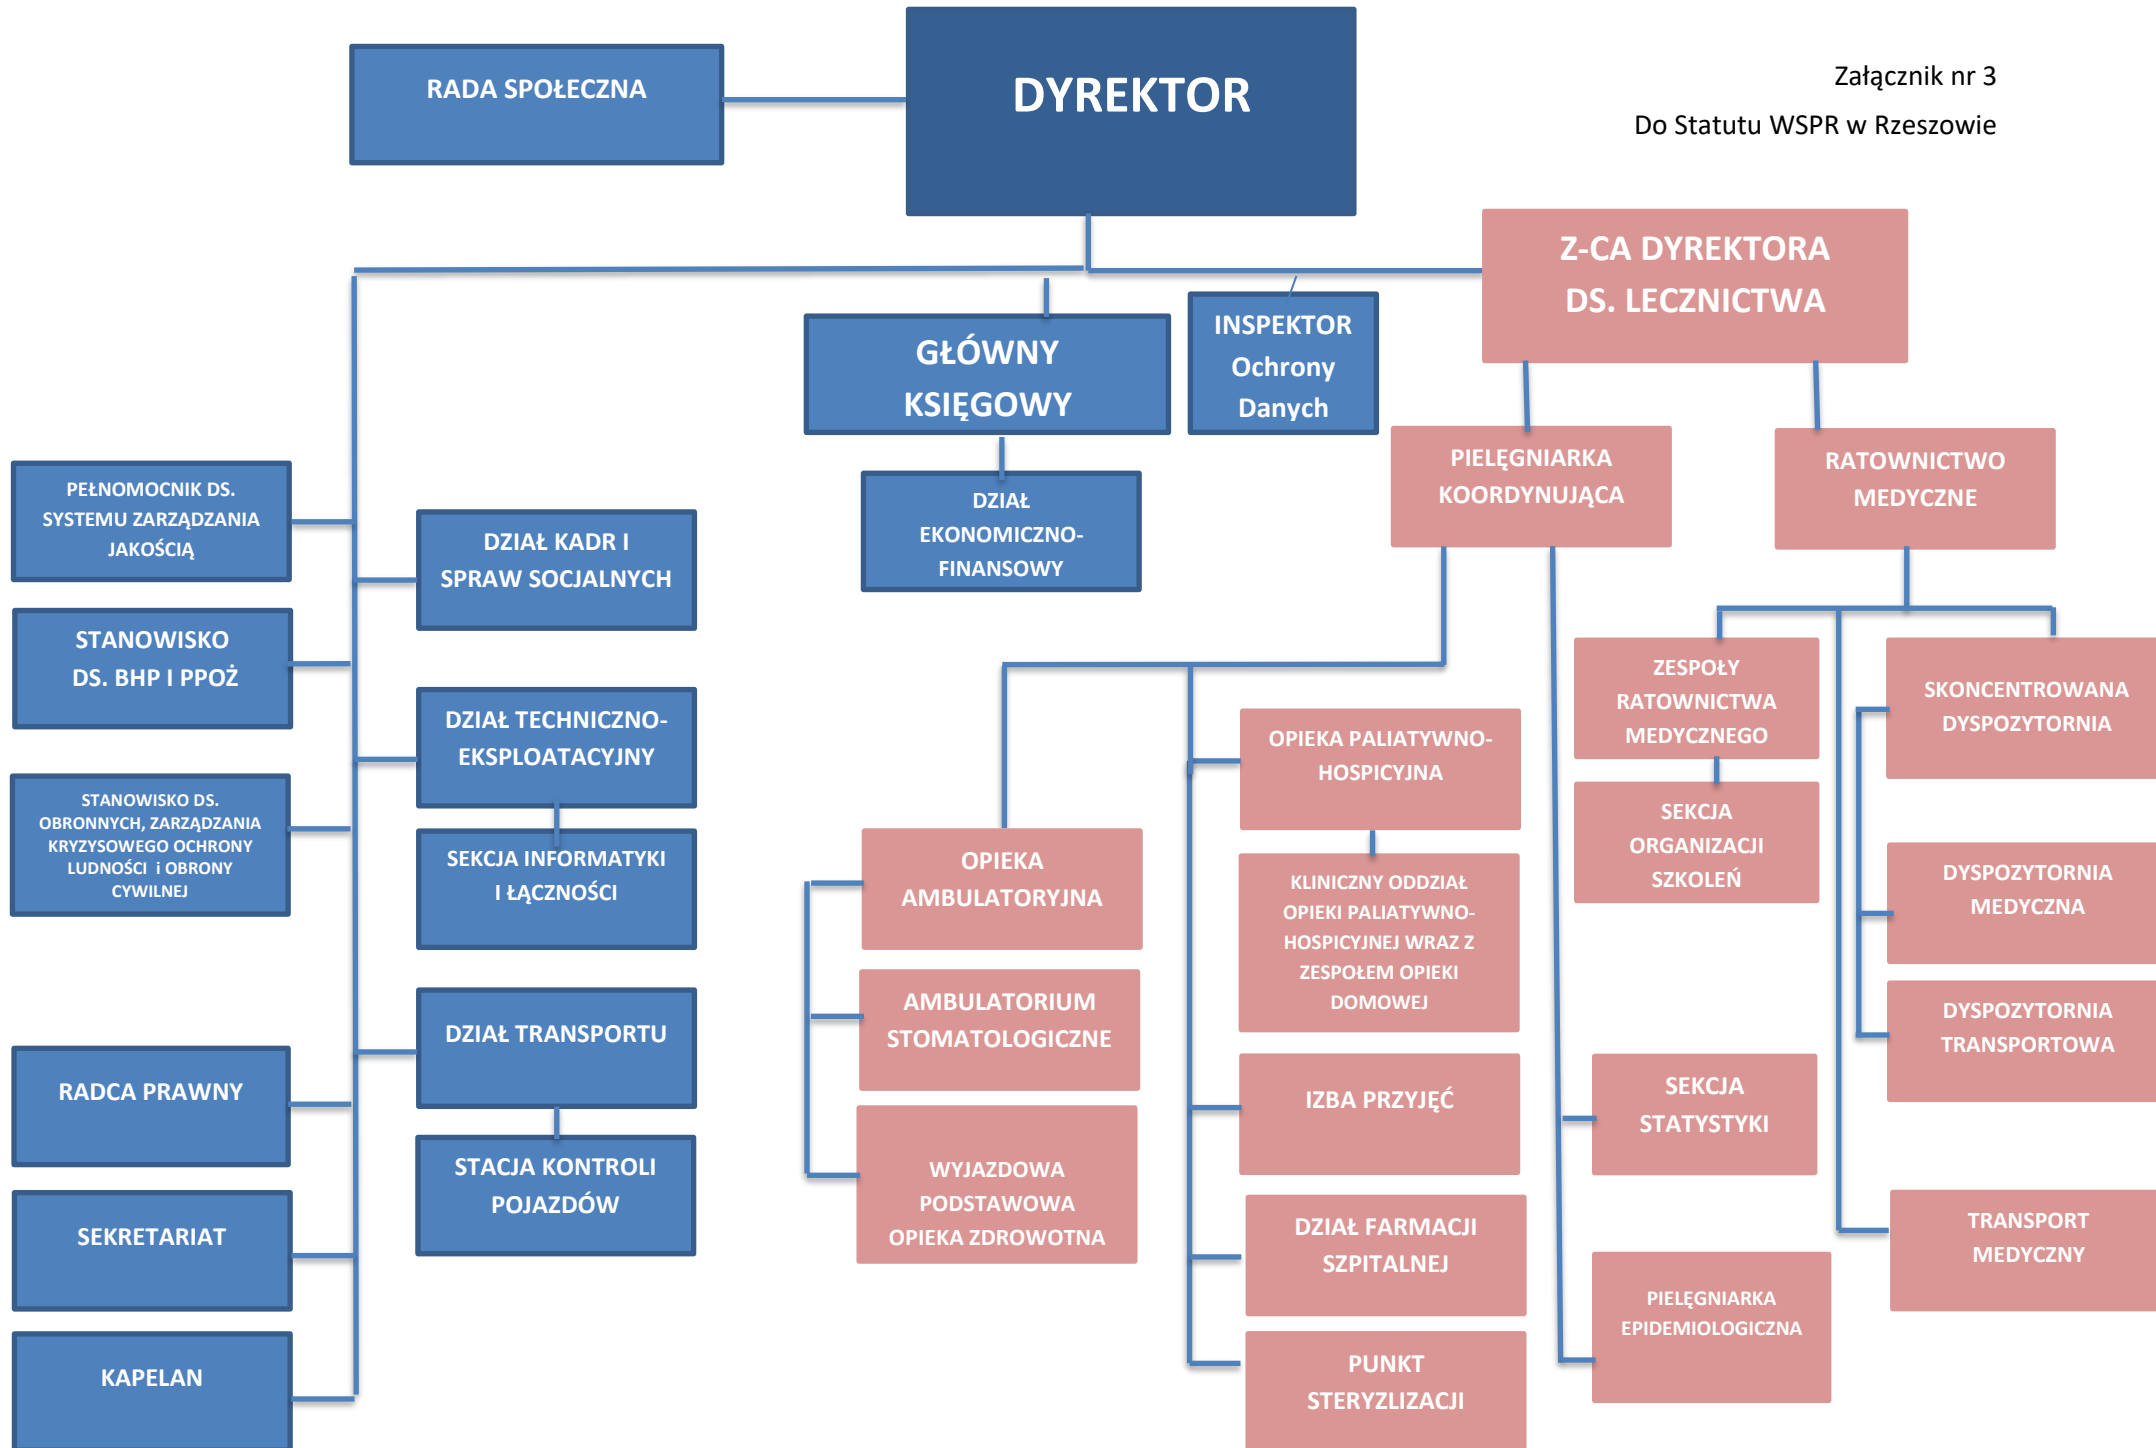 RADA SPOŁECZNA
DYREKTOR
Załącznik nr 3
Do Statutu WSPR w Rzeszowie
Z-CA DYREKTORA
DS. LECZNICTWA
GŁÓWNY
KSIĘGOWY
INSPEKTOR
Ochrony
Danych
PIELĘGNIARKA
KOORDYNUJĄCA
RATOWNICTWO
MEDYCZNE
PEŁNOMOCNIK DS.
SYSTEMU ZARZĄDZANIA
JAKOŚCIĄ
DZIAŁ KADR I
SPRAW SOCJALNYCH
DZIAŁ
EKONOMICZNO-
FINANSOWY
STANOWISKO
DS. BHP I PPOŻ
DZIAŁ TECHNICZNO-
EKSPLOATACYJNY
STANOWISKO DS.
OBRONNYCH, ZARZĄDZANIA
KRYZYSOWEGO OCHRONY
LUDNOŚCI i OBRONY
CYWILNEJ
SEKCJA INFORMATYKI
I ŁĄCZNOŚCI
DZIAŁ TRANSPORTU
RADCA PRAWNY
STACJA KONTROLI
POJAZDÓW
SEKRETARIAT
KAPELAN
OPIEKA
AMBULATORYJNA
AMBULATORIUM
STOMATOLOGICZNE
WYJAZDOWA
PODSTAWOWA
OPIEKA ZDROWOTNA
OPIEKA PALIATYWNO-
HOSPICYJNA
KLINICZNY ODDZIAŁ
OPIEKI PALIATYWNO-
HOSPICYJNEJ WRAZ Z
ZESPOŁEM OPIEKI
DOMOWEJ
IZBA PRZYJĘĆ
DZIAŁ FARMACJI
SZPITALNEJ
PUNKT
STERYZLIZACJI
ZESPOŁY
RATOWNICTWA
MEDYCZNEGO
SEKCJA
ORGANIZACJI
SZKOLEŃ
SEKCJA
STATYSTYKI
PIELĘGNIARKA
EPIDEMIOLOGICZNA
SKONCENTROWANA
DYSPOZYTORNIA
DYSPOZYTORNIA
MEDYCZNA
DYSPOZYTORNIA
TRANSPORTOWA
TRANSPORT
MEDYCZNY